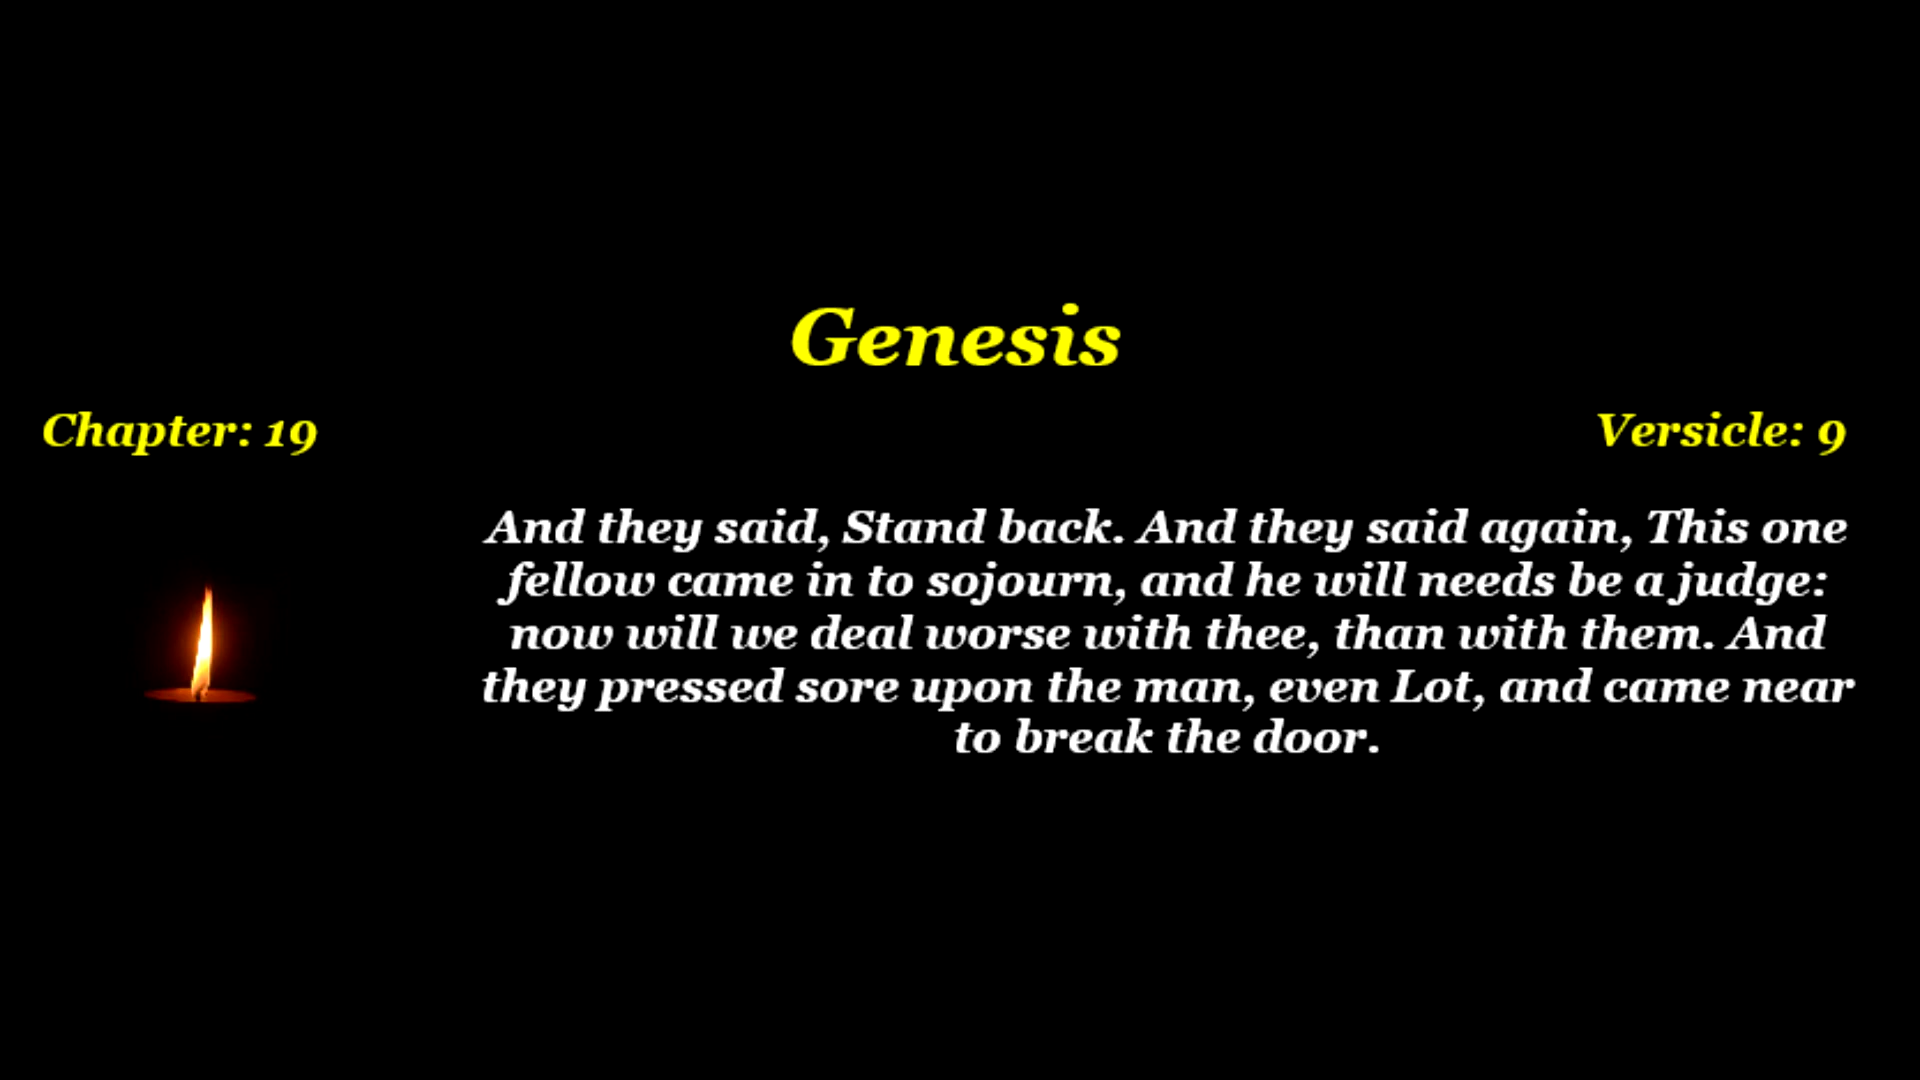 Genesis
Chapter: 19
Versicle: 9
And they said, Stand back. And they said again, This one
fellow came in to sojourn, and he will needs be a judge:
now will we deal worse with thee, than with them. And
they pressed sore upon the man, even Lot, and came near
to break the door.